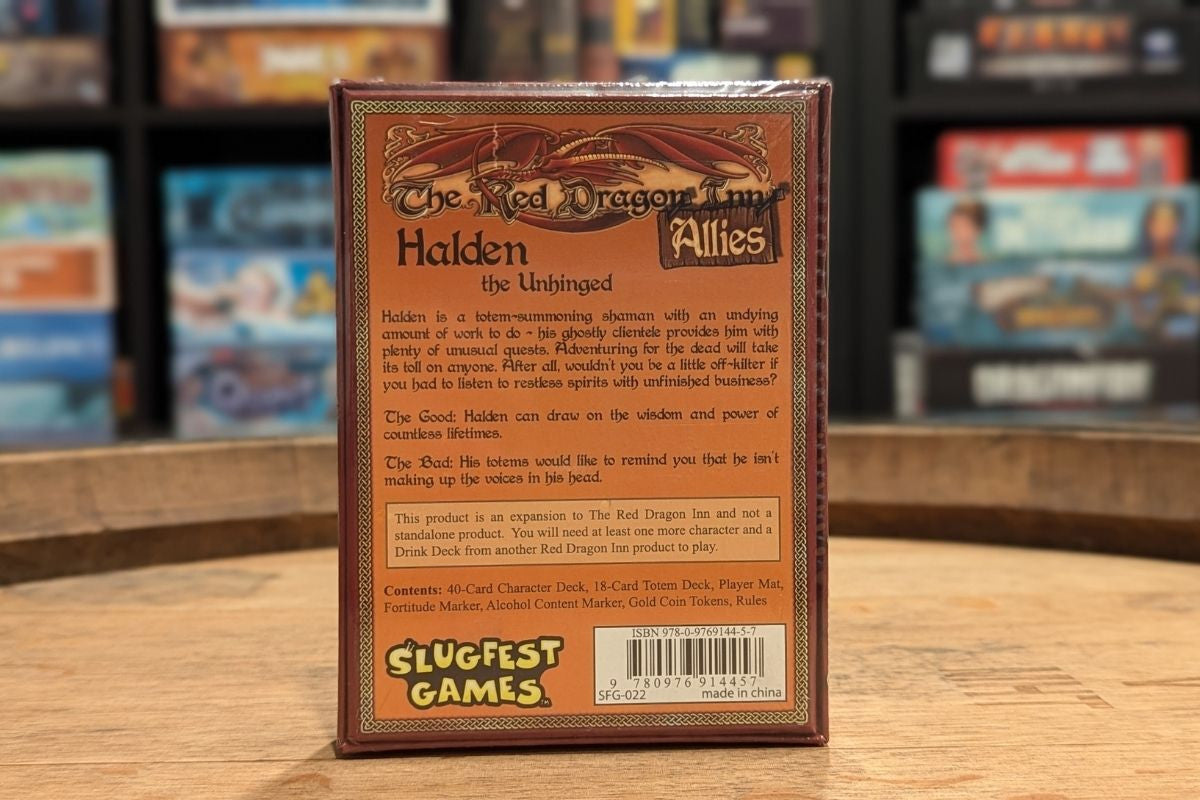 The Red Dragon Inn
Allies
Halden
the Unhinged
Halden is a totem-summoning shaman with an undying
amount of work to do - his ghostly clientele provides him with
plenty of unusual quests. Adventuring for the dead will take
its toll on anyone. After all, wouldn't you be a little off-kilter if
you had to listen to restless spirits with unfinished business?
The Good: Halden can draw on the wisdom and power of
countless lifetimes.
The Bad: His totems would like to remind you that he isn't
making up the voices in his head.
This product is an expansion to The Red Dragon Inn and not a
standalone product. You will need at least one more character and a
Drink Deck from another Red Dragon Inn product to play.
Contents: 40-Card Character Deck, 18-Card Totem Deck, Player Mat,
Fortitude Marker, Alcohol Content Marker, Gold Coin Tokens, Rules
SLUGFEST
GAMES™
ISBN 978-0-9769144-5-7
9 780976 914457
SFG-022 made in china